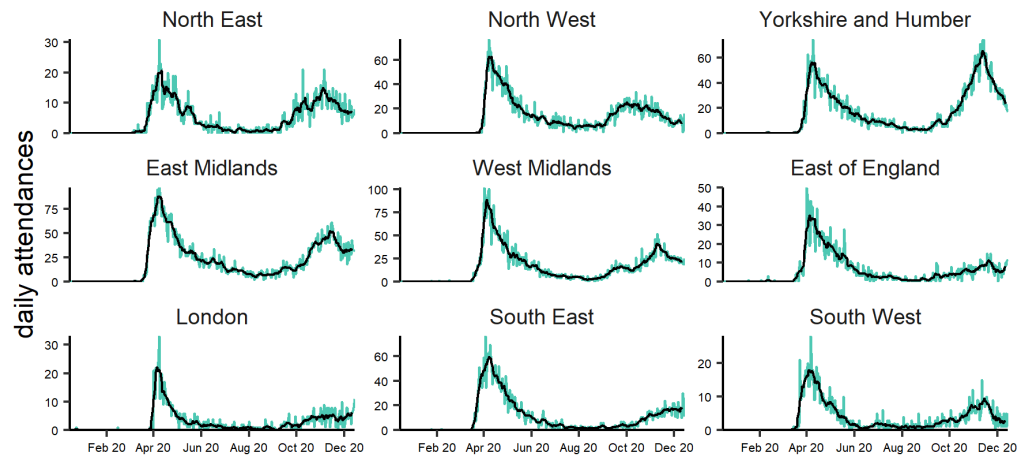 North East
North West
Yorkshire and Humber
30
20
10
0
60
40
20
0
60
40
20
0
daily attendances
East Midlands
West Midlands
East of England
75
50
25
0
100
75
50
25
0
50
40
30
20
10
0
London
South East
South West
30
20
10
0
60
40
20
0
20
10
0
Feb 20 Apr 20 Jun 20 Aug 20 Oct 20 Dec 20
Feb 20 Apr 20 Jun 20 Aug 20 Oct 20 Dec 20
Feb 20 Apr 20 Jun 20 Aug 20 Oct 20 Dec 20